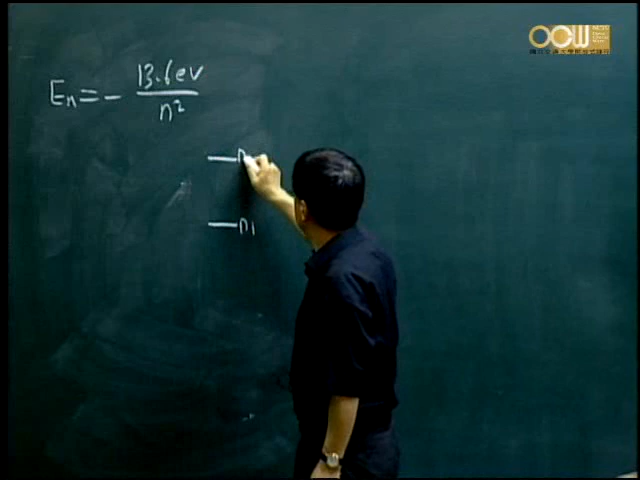 OCW
En = - 13.6ev / n²
n
n1